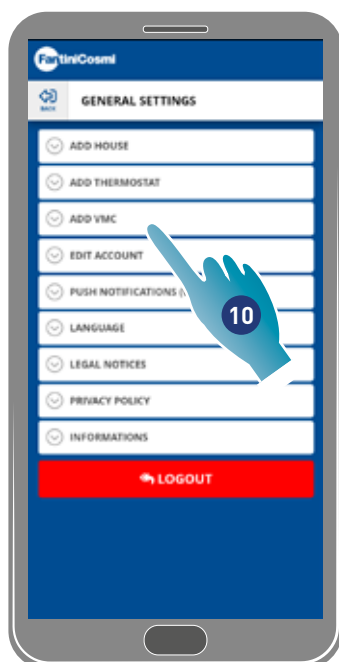 FantiniCosmi
BACK
GENERAL SETTINGS
ADD HOUSE
ADD THERMOSTAT
ADD VMC
EDIT ACCOUNT
PUSH NOTIFICATIONS (
10
LANGUAGE
LEGAL NOTICES
PRIVACY POLICY
INFORMATIONS
LOGOUT